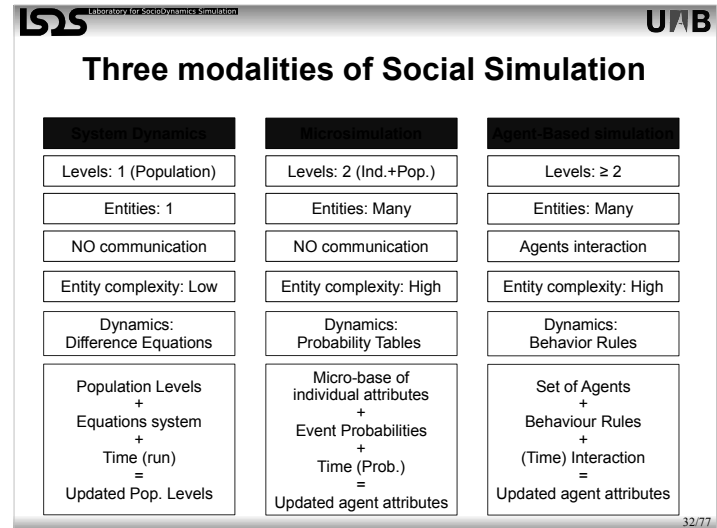 LSDS
Laboratory for SocioDynamics Simulation
UAB
Three modalities of Social Simulation
System Dynamics
Levels: 1 (Population)
Entities: 1
NO communication
Entity complexity: Low
Dynamics:
Difference Equations
Population Levels
+
Equations system
+
Time (run)
=
Updated Pop. Levels
Microsimulation
Levels: 2 (Ind.+Pop.)
Entities: Many
NO communication
Entity complexity: High
Dynamics:
Probability Tables
Micro-base of
individual attributes
+
Event Probabilities
+
Time (Prob.)
=
Updated agent attributes
Agent-Based simulation
Levels: ≥ 2
Entities: Many
Agents interaction
Entity complexity: High
Dynamics:
Behavior Rules
Set of Agents
+
Behaviour Rules
+
(Time) Interaction
=
Updated agent attributes
32/77